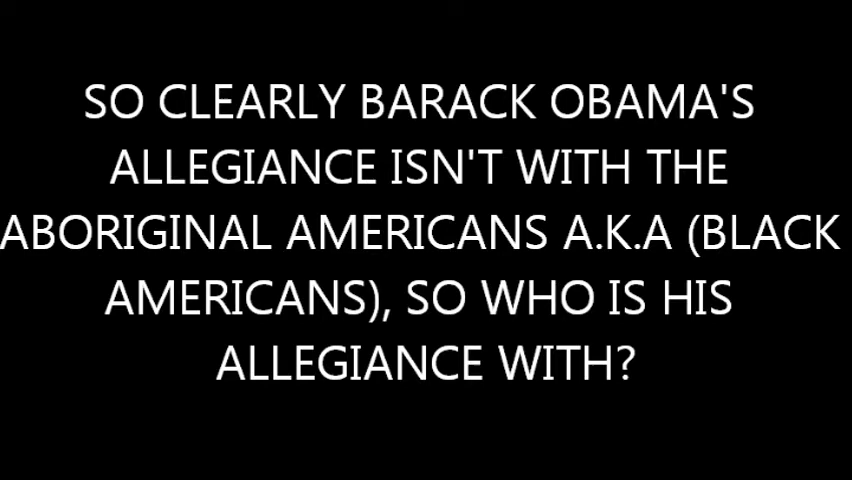 SO CLEARLY BARACK OBAMA'S
ALLEGIANCE ISN'T WITH THE
ABORIGINAL AMERICANS A.K.A (BLACK
AMERICANS), SO WHO IS HIS
ALLEGIANCE WITH?